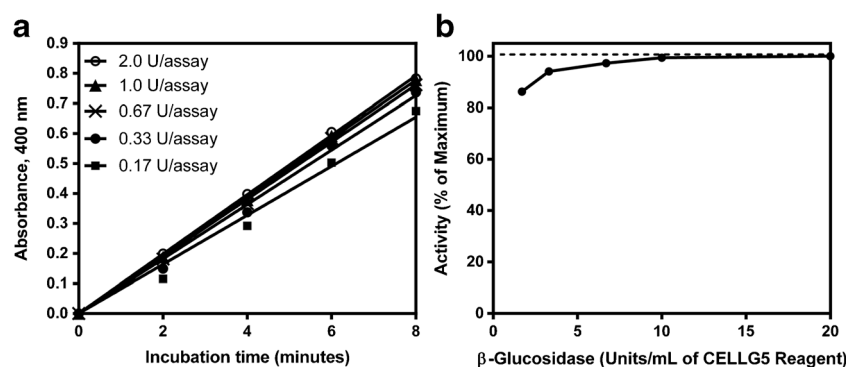 a
0.9
0.8
0.7
0.6
0.5
0.4
0.3
0.2
0.1
0.0
Absorbance, 400 nm
2.0 U/assay
1.0 U/assay
0.67 U/assay
0.33 U/assay
0.17 U/assay
0 2 4 6 8
Incubation time (minutes)
b
100
80
60
40
20
0
Activity (% of Maximum)
0 5 10 20
β-Glucosidase (Units/mL of CELLG5 Reagent)